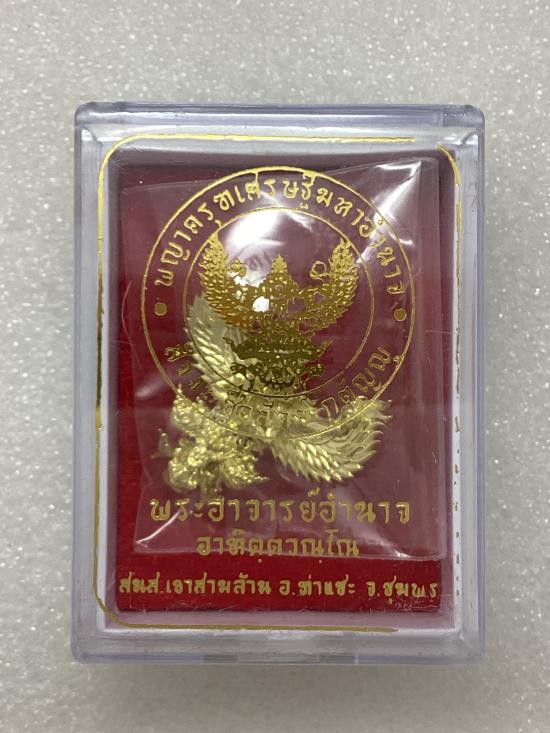 พญาครุฑเศรษฐีมหาอำนาจ
พระอาจารย์อำนาจ
อาทิตฺตวณฺโณ
สนส.เจาสามล้าน อ.ท่าแซะ จ.ชุมพร